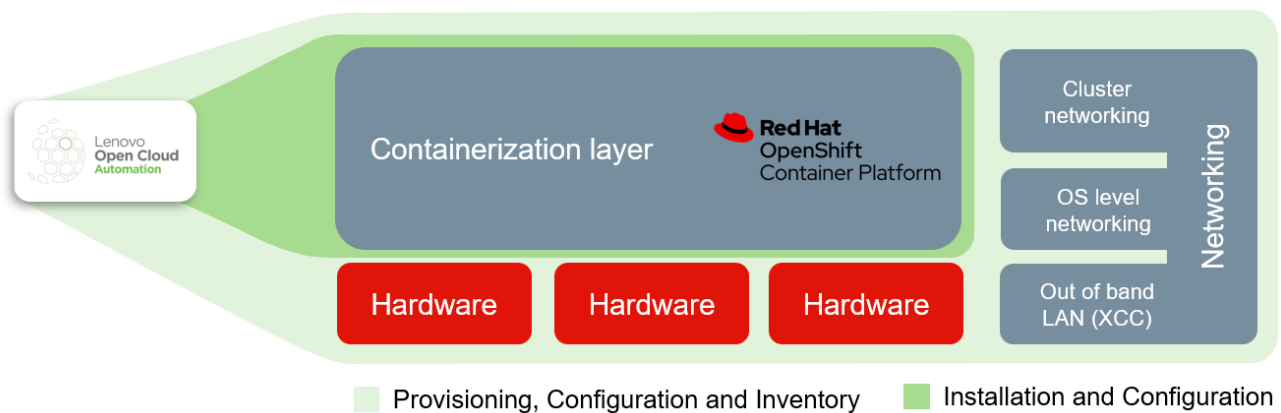 Lenovo
Open Cloud
Automation
Containerization layer
Red Hat
OpenShift
Container Platform
Cluster
networking
OS level
networking
Out of band
LAN (XCC)
Networking
Hardware
Hardware
Hardware
Provisioning, Configuration and Inventory
Installation and Configuration